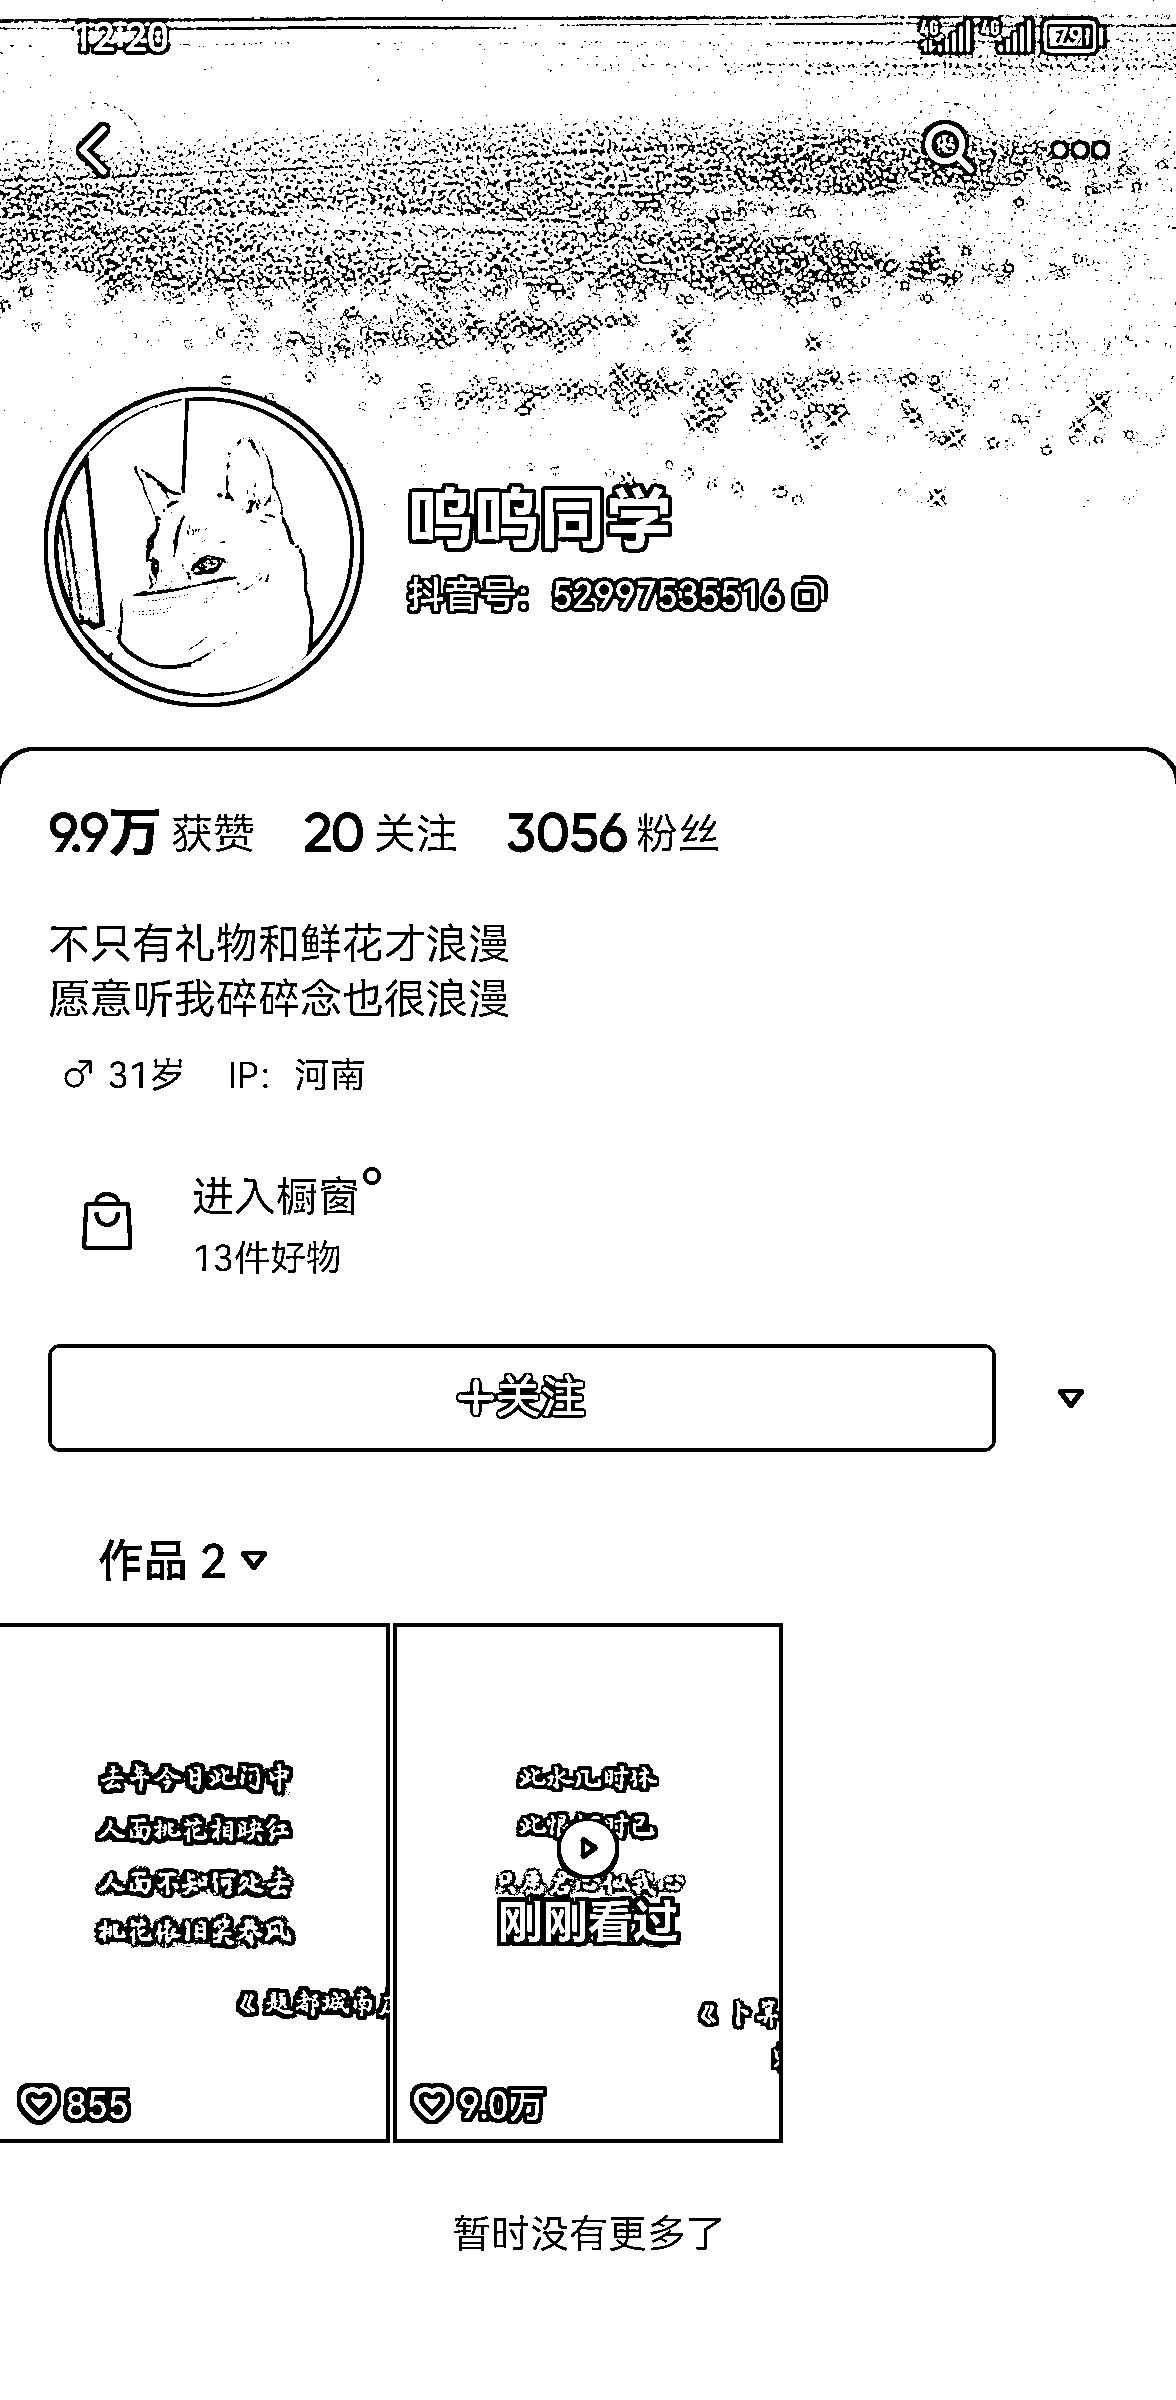 12:20
4G 4G 79
呜呜同学
抖音号：52997535516
9.9万 获赞 20 关注 3056 粉丝
不只有礼物和鲜花才浪漫
愿意听我碎碎念也很浪漫
♂ 31岁 IP：河南
进入橱窗
13件好物
+关注
作品 2
去年今日此门中
人面桃花相映红
人面不知何处去
桃花依旧笑春风
《题都城南
855
此水几时休
此恨何时已
只愿君心似我心
刚刚看过
《卜算
9.0万
暂时没有更多了